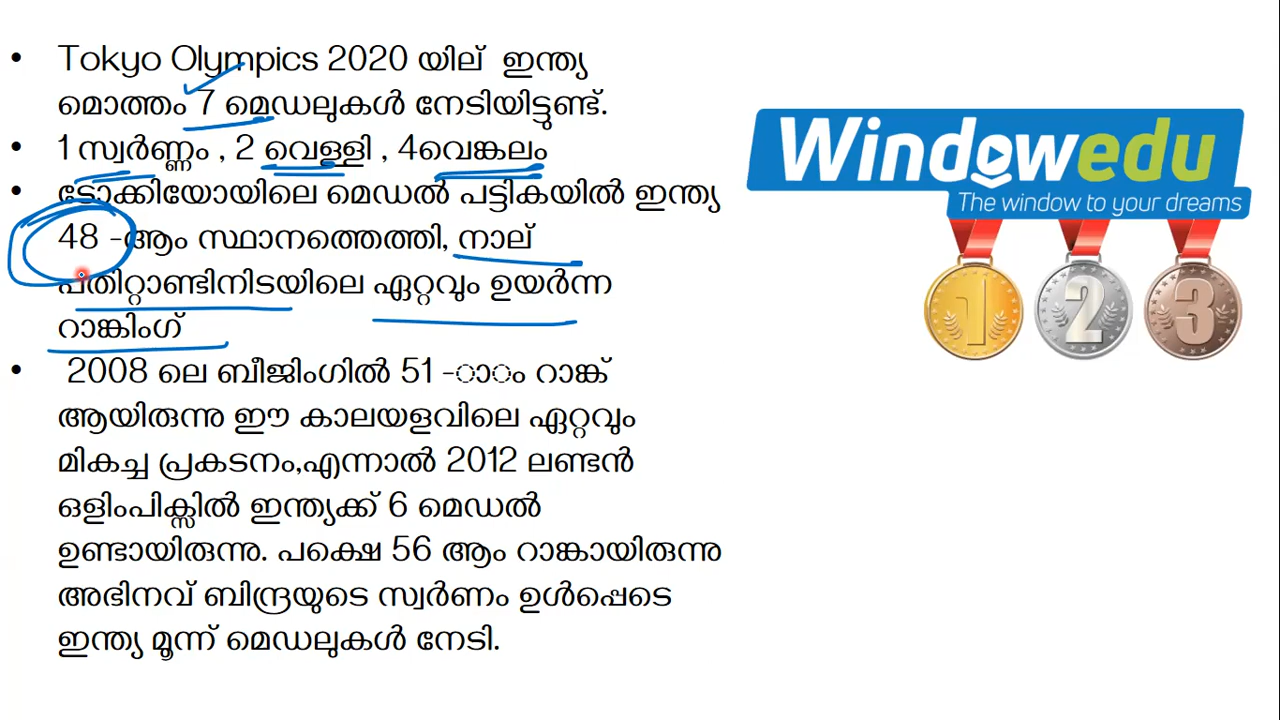 • Tokyo Olympics 2020 യില് ഇന്ത്യ
മൊത്തം 7 മെഡലുകൾ നേടിയിട്ടുണ്ട്.
• 1 സ്വർണ്ണം , 2 വെള്ളി , 4വെങ്കലം
• ടോക്കിയോയിലെ മെഡൽ പട്ടികയിൽ ഇന്ത്യ
48 -ആം സ്ഥാനത്തെത്തി, നാല്
പതിറ്റാണ്ടിനിടയിലെ ഏറ്റവും ഉയർന്ന
റാങ്കിംഗ്
• 2008 ലെ ബീജിംഗിൽ 51 -ാാം റാങ്ക്
ആയിരുന്നു ഈ കാലയളവിലെ ഏറ്റവും
മികച്ച പ്രകടനം,എന്നാൽ 2012 ലണ്ടൻ
ഒളിംപിക്സിൽ ഇന്ത്യക്ക് 6 മെഡൽ
ഉണ്ടായിരുന്നു. പക്ഷെ 56 ആം റാങ്കായിരുന്നു
അഭിനവ് ബിന്ദ്രയുടെ സ്വർണം ഉൾപ്പെടെ
ഇന്ത്യ മൂന്ന് മെഡലുകൾ നേടി.
Windowedu
The window to your dreams
1 2 3